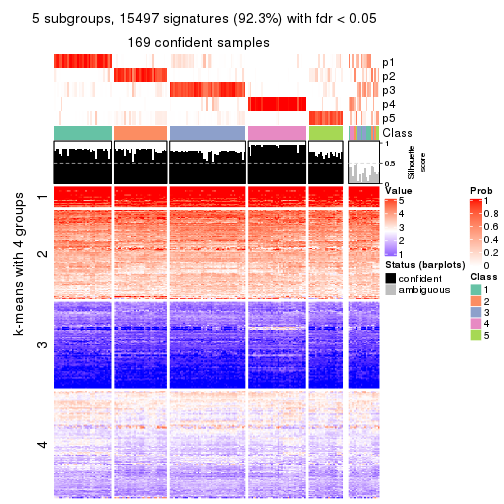 5 subgroups, 15497 signatures (92.3%) with fdr < 0.05
169 confident samples
p1
p2
p3
p4
p5
Class
1
0.5
0
Silhouette
score
k-means with 4 groups
1
2
3
4
Value
5
4
3
2
1
Status (barplots)
confident
ambiguous
Prob
1
0.8
0.6
0.4
0.2
0
Class
1
2
3
4
5